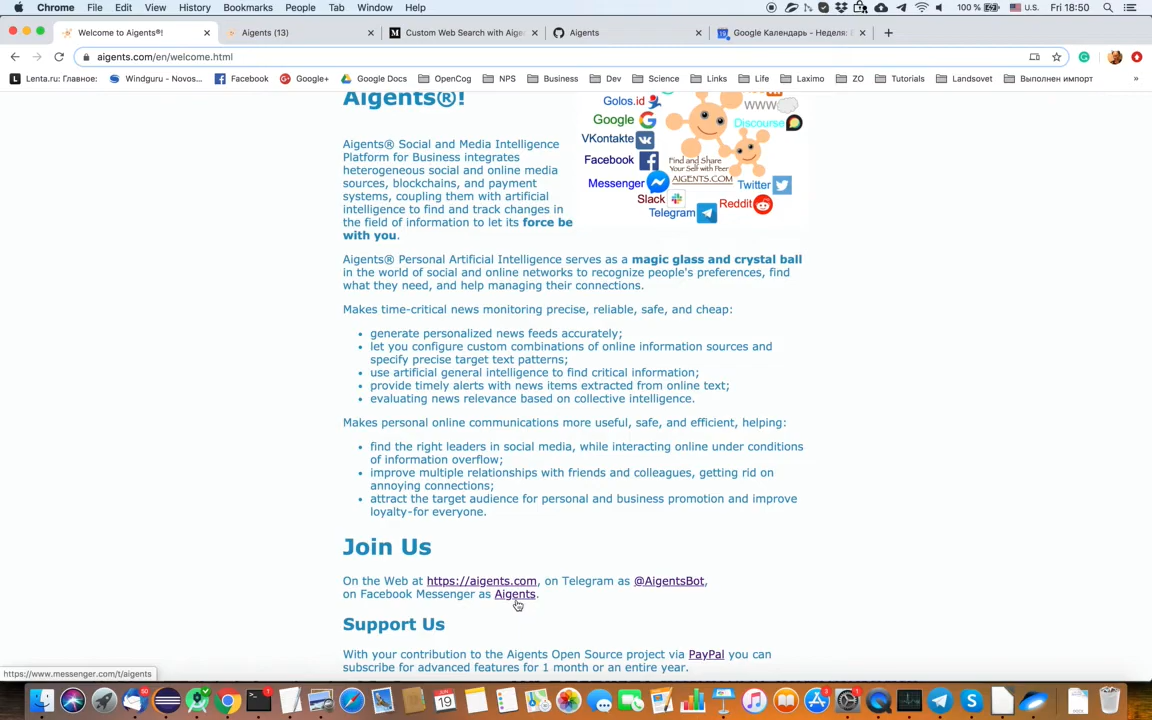 Chrome File Edit View History Bookmarks People Tab Window Help
100 % U.S. Fri 18:50
Welcome to Aigents®!
Aigents (13)
Custom Web Search with Aige
Aigents
Google Календарь - Неделя:
aigents.com/en/welcome.html
Lenta.ru: Главное: Windguru - Novos... Facebook Google+ Google Docs OpenCog NPS Business Dev Science Links Life Laximo ZO Tutorials Landsovet Выполнен импорт »
Aigents®!
Golos.id
WWW
Google
Discourse
VKontakte
Facebook
Find and Share
Your Self with Peer
AIGENTS.COM
Messenger
Twitter
Slack
Reddit
Telegram
Aigents® Social and Media Intelligence
Platform for Business integrates
heterogeneous social and online media
sources, blockchains, and payment
systems, coupling them with artificial
intelligence to find and track changes in
the field of information to let its force be
with you.
Aigents® Personal Artificial Intelligence serves as a magic glass and crystal ball
in the world of social and online networks to recognize people's preferences, find
what they need, and help managing their connections.
Makes time-critical news monitoring precise, reliable, safe, and cheap:
• generate personalized news feeds accurately;
• let you configure custom combinations of online information sources and
specify precise target text patterns;
• use artificial general intelligence to find critical information;
• provide timely alerts with news items extracted from online text;
• evaluating news relevance based on collective intelligence.
Makes personal online communications more useful, safe, and efficient, helping:
• find the right leaders in social media, while interacting online under conditions
of information overflow;
• improve multiple relationships with friends and colleagues, getting rid on
annoying connections;
• attract the target audience for personal and business promotion and improve
loyalty-for everyone.
Join Us
On the Web at https://aigents.com, on Telegram as @AigentsBot,
on Facebook Messenger as Aigents.
Support Us
With your contribution to the Aigents Open Source project via PayPal you can
subscribe for advanced features for 1 month or an entire year.
https://www.messenger.com/t/aigents